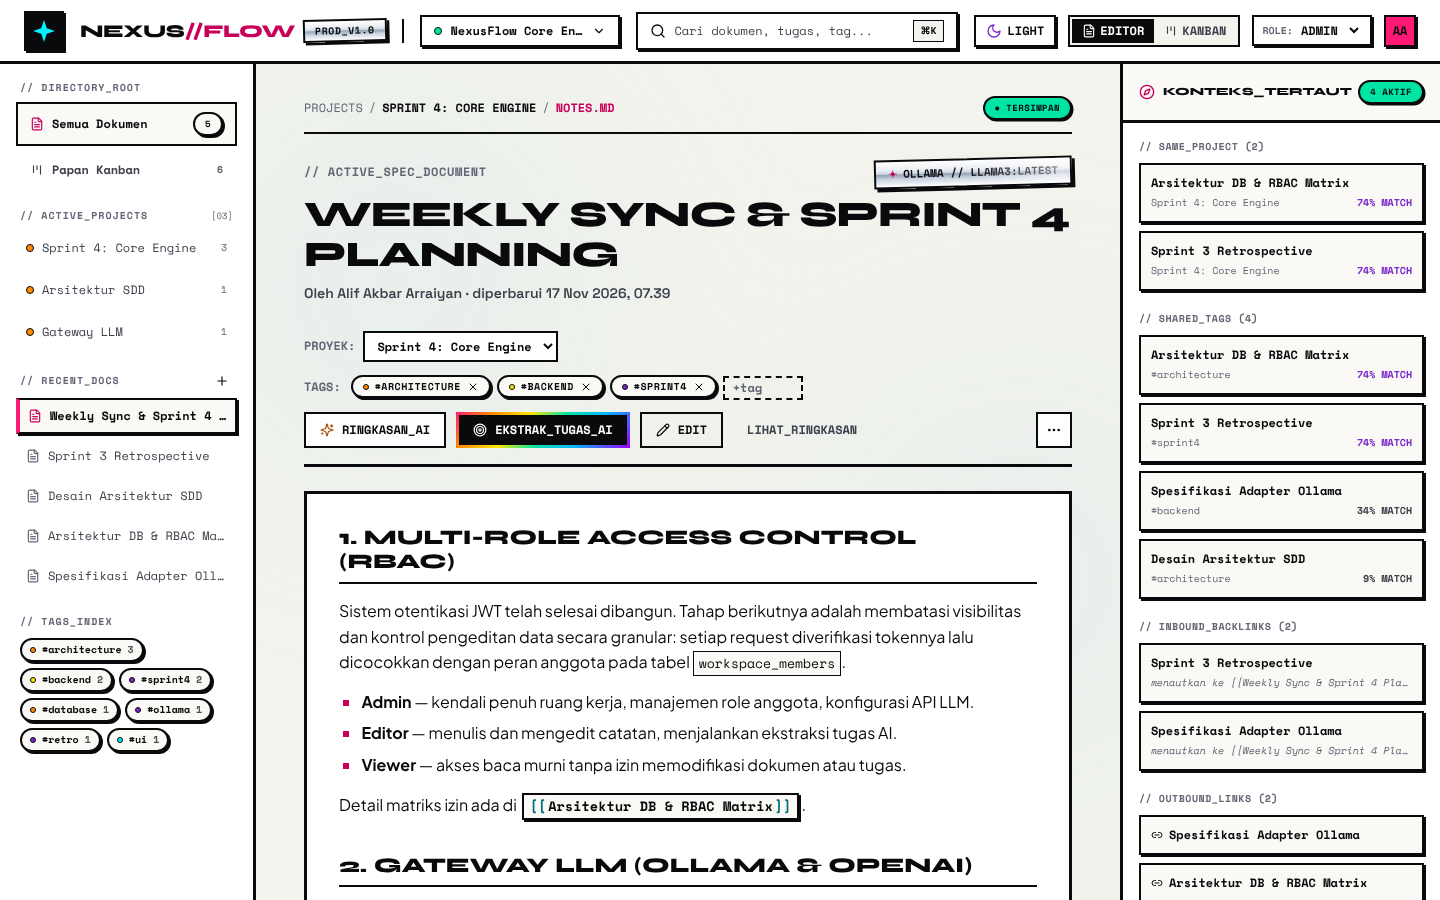 NEXUS//FLOW
PROD_V1.0
NexusFlow Core En…
Cari dokumen, tugas, tag...
⌘K
LIGHT
EDITOR
KANBAN
ROLE: ADMIN
AA
// DIRECTORY_ROOT
Semua Dokumen 5
Papan Kanban 6
// ACTIVE_PROJECTS [03]
Sprint 4: Core Engine 3
Arsitektur SDD 1
Gateway LLM 1
// RECENT_DOCS +
Weekly Sync & Sprint 4 …
Sprint 3 Retrospective
Desain Arsitektur SDD
Arsitektur DB & RBAC Ma…
Spesifikasi Adapter Oll…
// TAGS_INDEX
#architecture 3
#backend 2 #sprint4 2
#database 1 #ollama 1
#retro 1 #ui 1
PROJECTS / SPRINT 4: CORE ENGINE / NOTES.MD
● TERSIMPAN
// ACTIVE_SPEC_DOCUMENT
OLLAMA // LLAMA3:LATEST
WEEKLY SYNC & SPRINT 4
PLANNING
Oleh Alif Akbar Arraiyan · diperbarui 17 Nov 2026, 07.39
PROYEK: Sprint 4: Core Engine
TAGS: #ARCHITECTURE × #BACKEND × #SPRINT4 × +tag
RINGKASAN_AI
EKSTRAK_TUGAS_AI
EDIT
LIHAT_RINGKASAN
…
1. MULTI-ROLE ACCESS CONTROL
(RBAC)
Sistem otentikasi JWT telah selesai dibangun. Tahap berikutnya adalah membatasi visibilitas
dan kontrol pengeditan data secara granular: setiap request diverifikasi tokennya lalu
dicocokkan dengan peran anggota pada tabel workspace_members.
Admin — kendali penuh ruang kerja, manajemen role anggota, konfigurasi API LLM.
Editor — menulis dan mengedit catatan, menjalankan ekstraksi tugas AI.
Viewer — akses baca murni tanpa izin memodifikasi dokumen atau tugas.
Detail matriks izin ada di [[Arsitektur DB & RBAC Matrix]].
2. GATEWAY LLM (OLLAMA & OPENAI)
KONTEKS_TERTAUT
4 AKTIF
// SAME_PROJECT (2)
Arsitektur DB & RBAC Matrix
Sprint 4: Core Engine 74% MATCH
Sprint 3 Retrospective
Sprint 4: Core Engine 74% MATCH
// SHARED_TAGS (4)
Arsitektur DB & RBAC Matrix
#architecture 74% MATCH
Sprint 3 Retrospective
#sprint4 74% MATCH
Spesifikasi Adapter Ollama
#backend 34% MATCH
Desain Arsitektur SDD
#architecture 9% MATCH
// INBOUND_BACKLINKS (2)
Sprint 3 Retrospective
menautkan ke [[Weekly Sync & Sprint 4 Pla…
Spesifikasi Adapter Ollama
menautkan ke [[Weekly Sync & Sprint 4 Pla…
// OUTBOUND_LINKS (2)
Spesifikasi Adapter Ollama
Arsitektur DB & RBAC Matrix